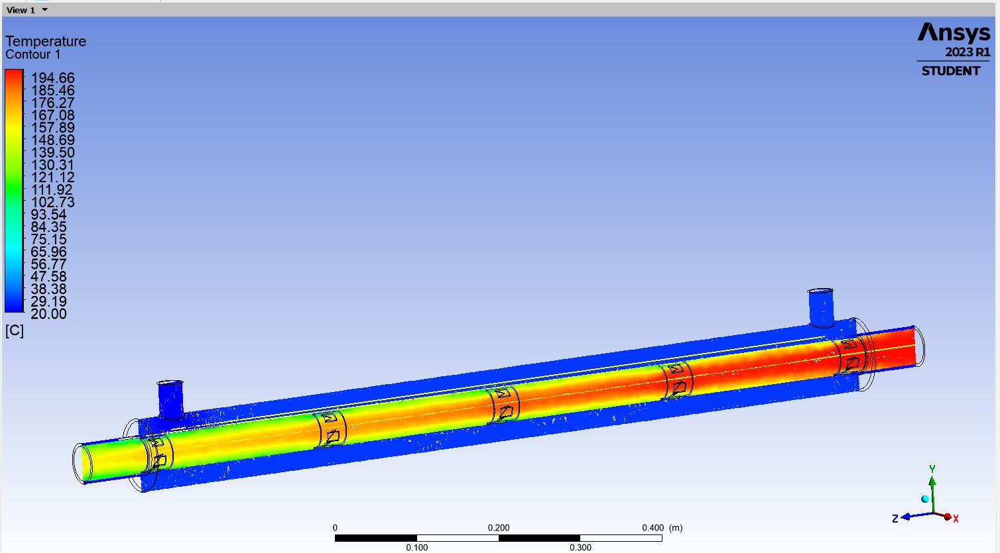 View 1
Temperature
Contour 1
194.66
185.46
176.27
167.08
157.89
148.69
139.50
130.31
121.12
111.92
102.73
93.54
84.35
75.15
65.96
56.77
47.58
38.38
29.19
20.00
[C]
Ansys
2023 R1
STUDENT
0 0.200 0.400 (m)
0.100 0.300
Y
Z X